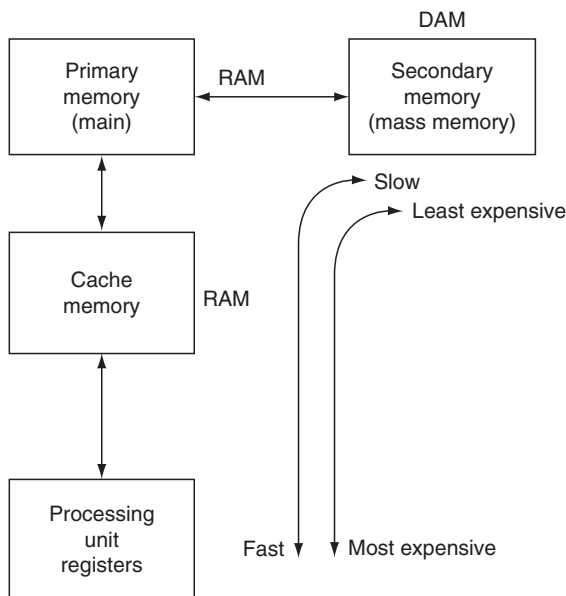 DAM
Primary
memory
(main)
RAM
Secondary
memory
(mass memory)
Slow
Least expensive
Cache
memory
RAM
Processing
unit
registers
Fast
Most expensive